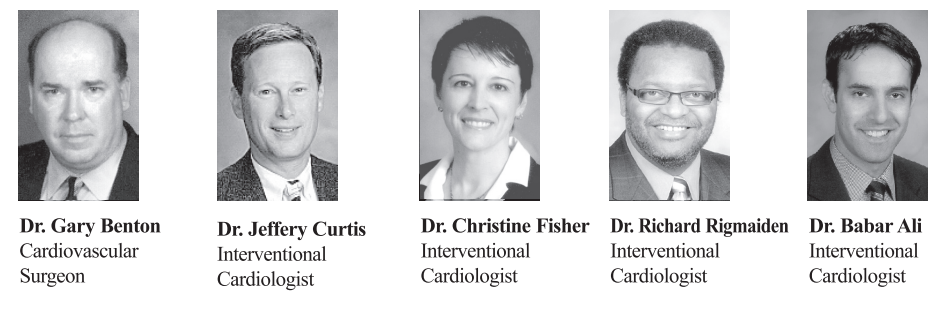 Dr. Gary Benton
Cardiovascular
Surgeon
Dr. Jeffery Curtis
Interventional
Cardiologist
Dr. Christine Fisher
Interventional
Cardiologist
Dr. Richard Rigmaiden
Interventional
Cardiologist
Dr. Babar Ali
Interventional
Cardiologist